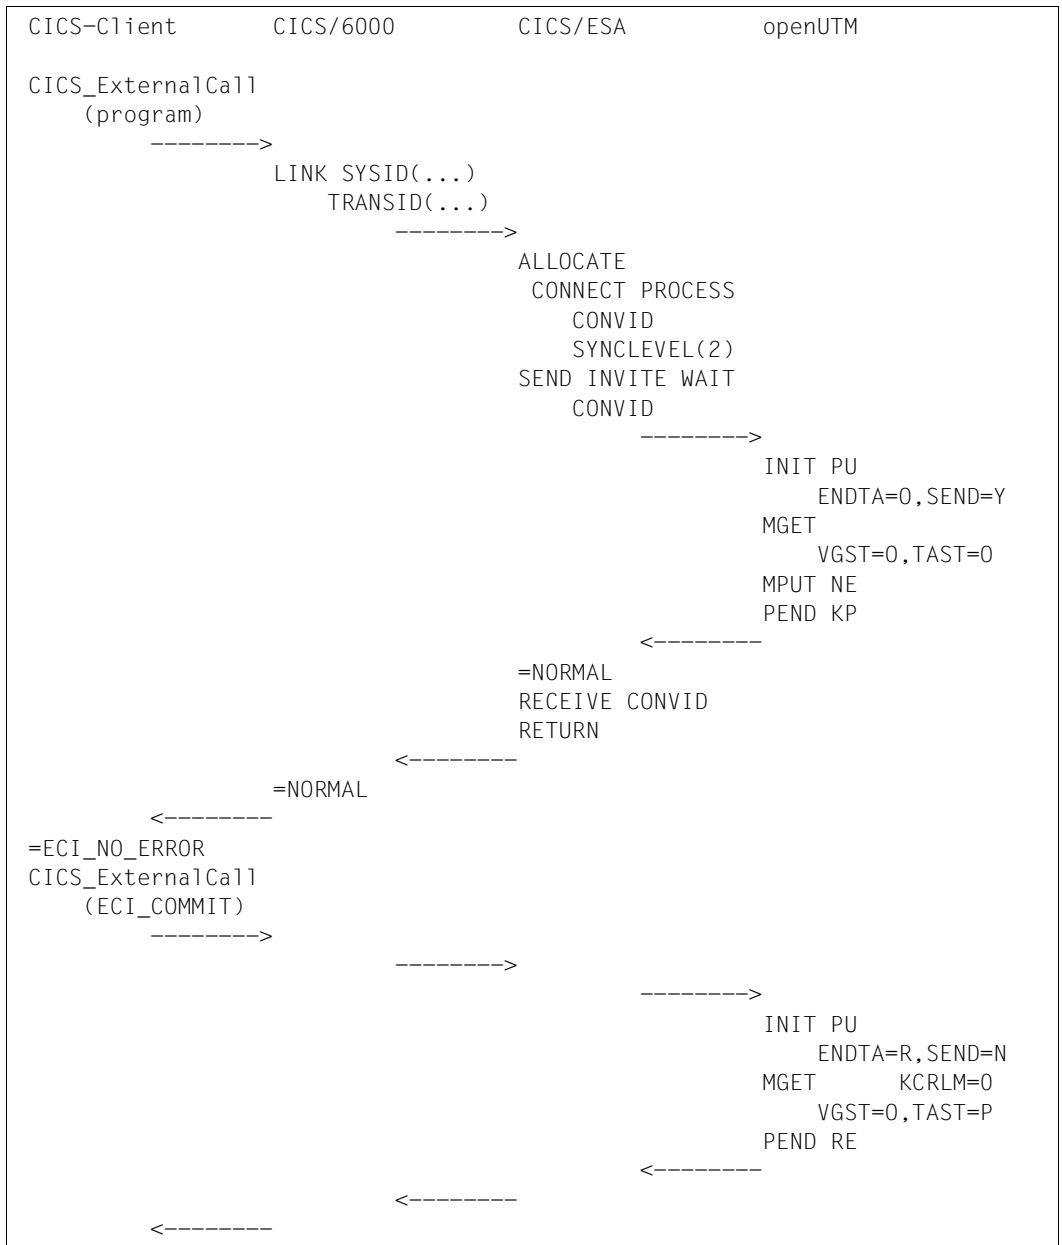 CICS-Client CICS/6000 CICS/ESA openUTM
CICS_ExternalCall
(program)
-------->
LINK SYSID(...)
TRANSID(...)
-------->
ALLOCATE
CONNECT PROCESS
CONVID
SYNCLEVEL(2)
SEND INVITE WAIT
CONVID
-------->
INIT PU
ENDTA=O,SEND=Y
MGET
VGST=O,TAST=O
MPUT NE
PEND KP
<--------
=NORMAL
RECEIVE CONVID
RETURN
<--------
=NORMAL
<--------
=ECI_NO_ERROR
CICS_ExternalCall
(ECI_COMMIT)
-------->
-------->
-------->
INIT PU
ENDTA=R,SEND=N
MGET KCRLM=0
VGST=O,TAST=P
PEND RE
<--------
<--------
<--------